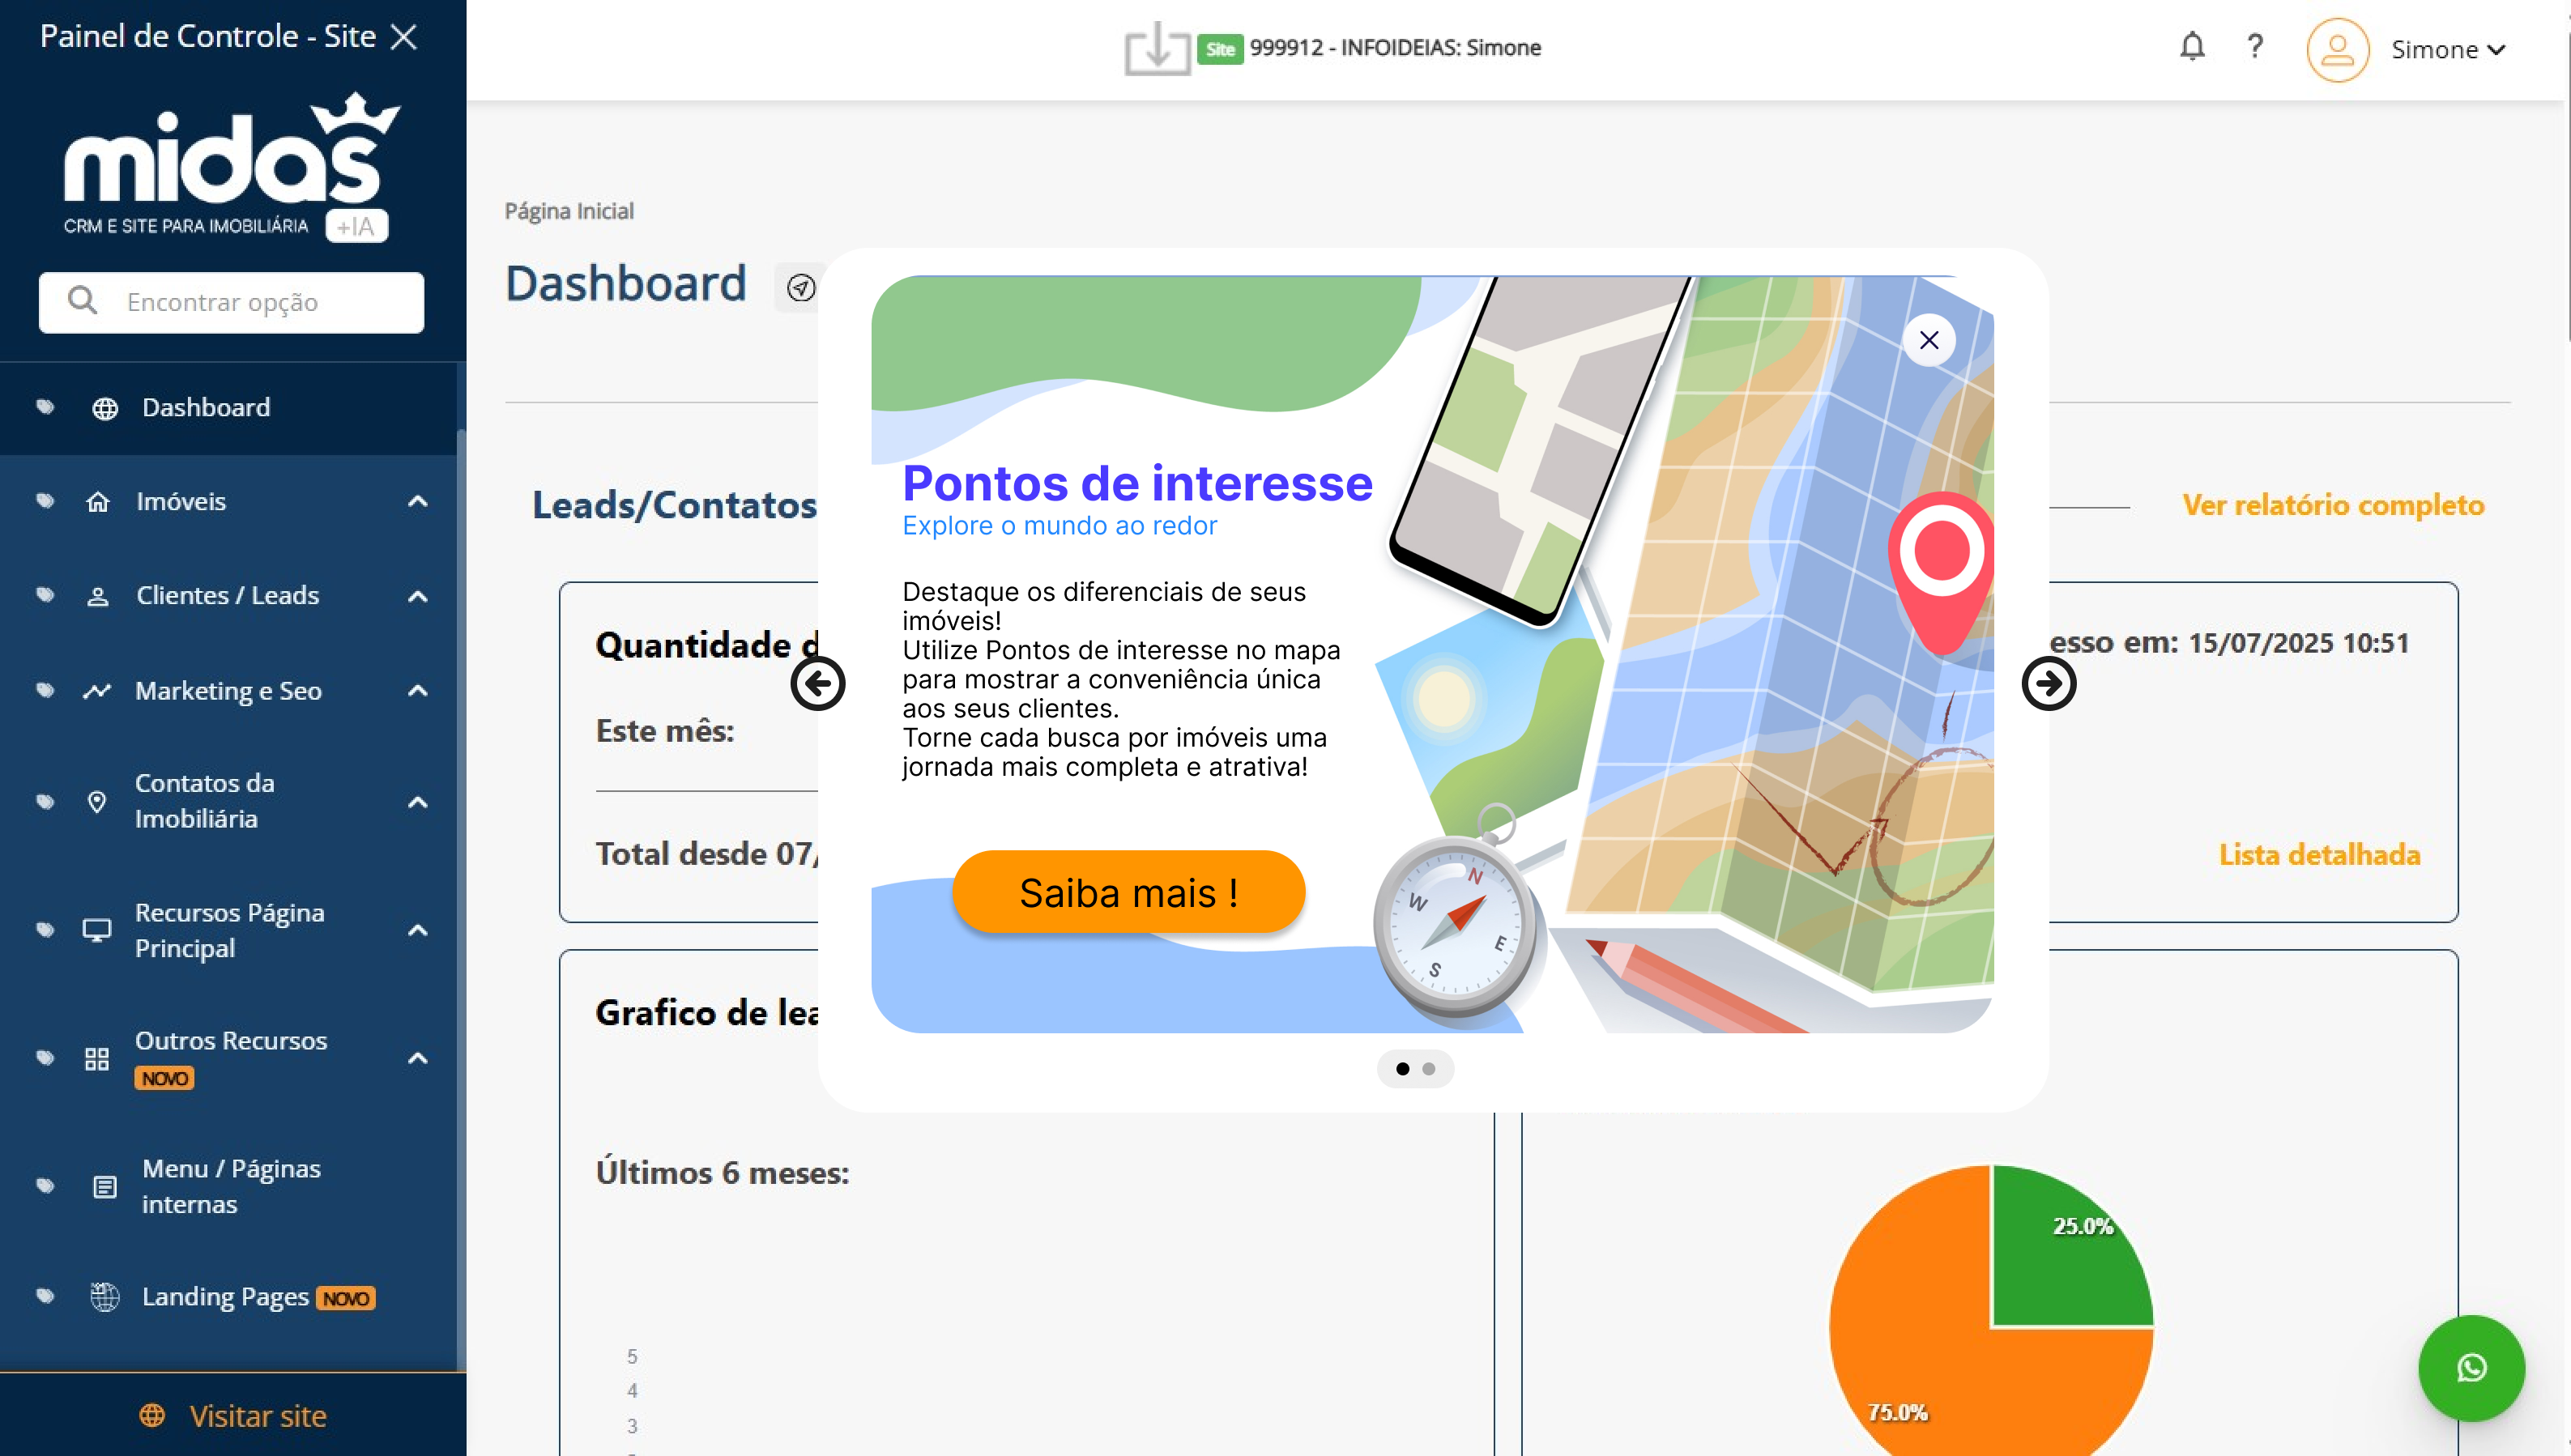 Painel de Controle - Site
midas
CRM E SITE PARA IMOBILIÁRIA +IA
Encontrar opção
Dashboard
Imóveis
Clientes / Leads
Marketing e Seo
Contatos da
Imobiliária
Recursos Página
Principal
Outros Recursos
NOVO
Menu / Páginas
internas
Landing Pages NOVO
Visitar site
Site 999912 - INFOIDEIAS: Simone
?
Simone
Página Inicial
Dashboard
Leads/Contatos
Ver relatório completo
Quantidade d
esso em: 15/07/2025 10:51
Este mês:
Total desde 07/
Lista detalhada
Grafico de lea
Últimos 6 meses:
5
4
3
25.0%
75.0%
Pontos de interesse
Explore o mundo ao redor
Destaque os diferenciais de seus
imóveis!
Utilize Pontos de interesse no mapa
para mostrar a conveniência única
aos seus clientes.
Torne cada busca por imóveis uma
jornada mais completa e atrativa!
Saiba mais !
N
W
E
S